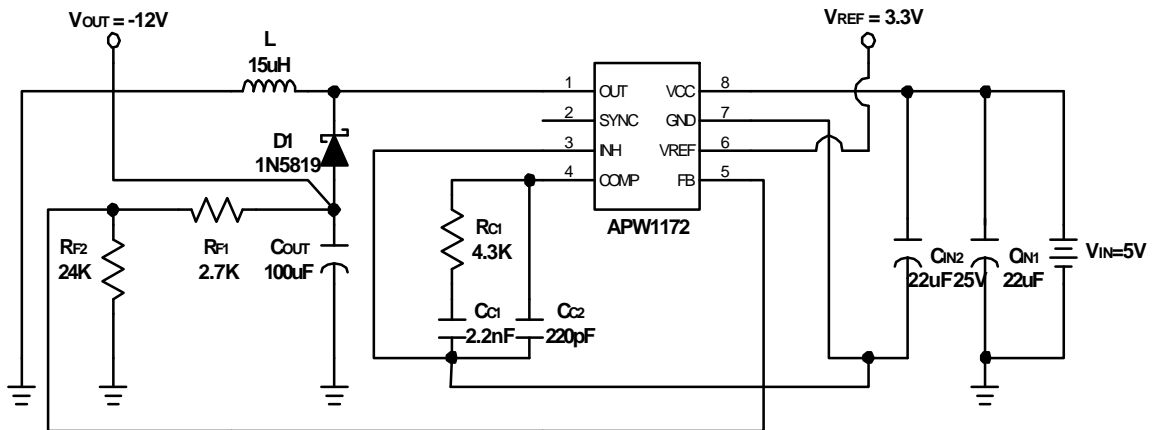 VOUT = -12V
VREF = 3.3V
L
15uH
1
OUT
VCC
8
2
SYNC
GND
7
3
INH
VREF
6
4
COMP
FB
5
APW1172
D1
1N5819
RF1
2.7K
RF2
24K
COUT
100uF
RC1
4.3K
CC1
2.2nF
CC2
220pF
CIN2
22uF 25V
CIN1
22uF
VIN=5V